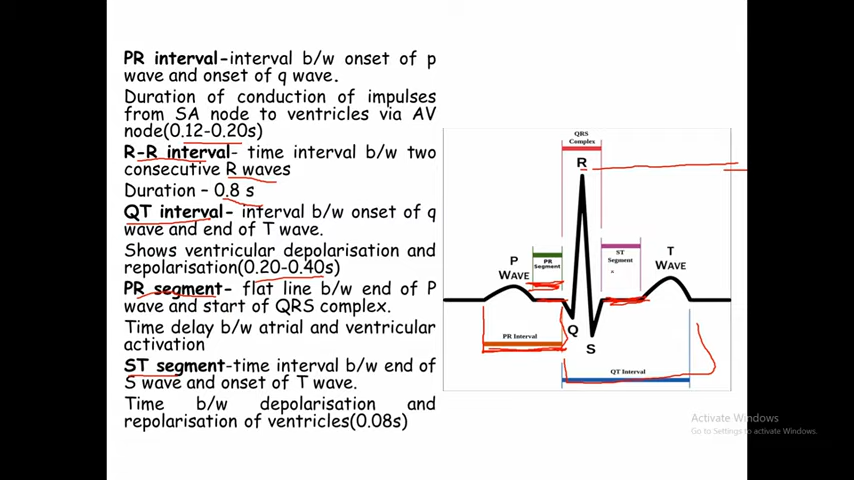 PR interval-interval b/w onset of p
wave and onset of q wave.
Duration of conduction of impulses
from SA node to ventricles via AV
node(0.12-0.20s)
R-R interval- time interval b/w two
consecutive R waves
Duration - 0.8 s
QT interval- interval b/w onset of q
wave and end of T wave.
Shows ventricular depolarisation and
repolarisation(0.20-0.40s)
PR segment- flat line b/w end of P
wave and start of QRS complex.
Time delay b/w atrial and ventricular
activation
ST segment-time interval b/w end of
S wave and onset of T wave.
Time b/w depolarisation and
repolarisation of ventricles(0.08s)
QRS
Complex
R
P
WAVE
PR
Segment
ST
Segment
T
WAVE
Q
S
PR Interval
QT Interval
Activate Windows
Go to Settings to activate Windows.